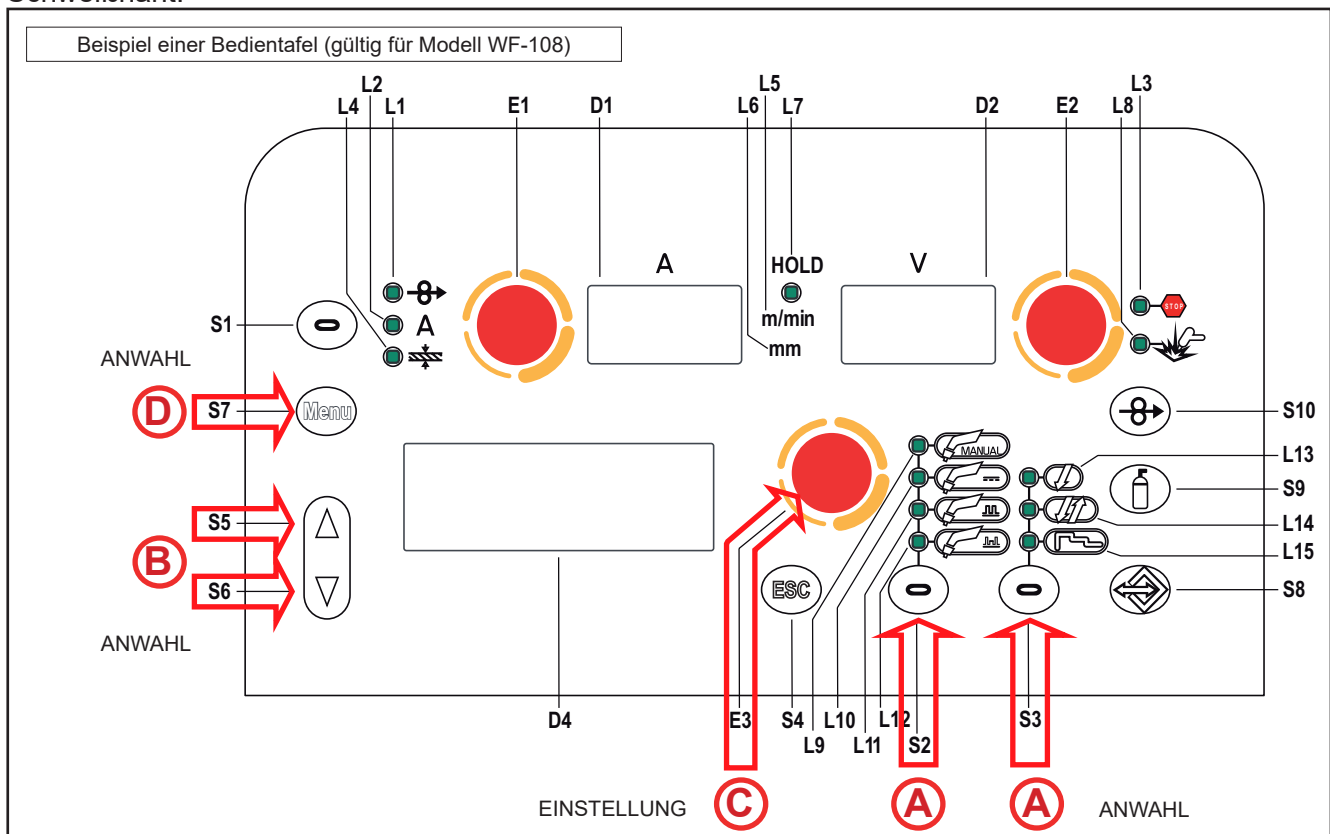 Beispiel einer Bedientafel (gültig für Modell WF-108)
L2 L5 L3
L4 L1 E1 D1 L6 L7 D2 E2 L8
A HOLD V
m/min
mm
S1 A STOP
ANWAHL
D S7 Menu S10
MANUAL L13
S5 S9
L14
B L15
S6 ESC S8
ANWAHL
D4 E3 S4 L10 L12 S3
L9 L11 S2
EINSTELLUNG C A A ANWAHL